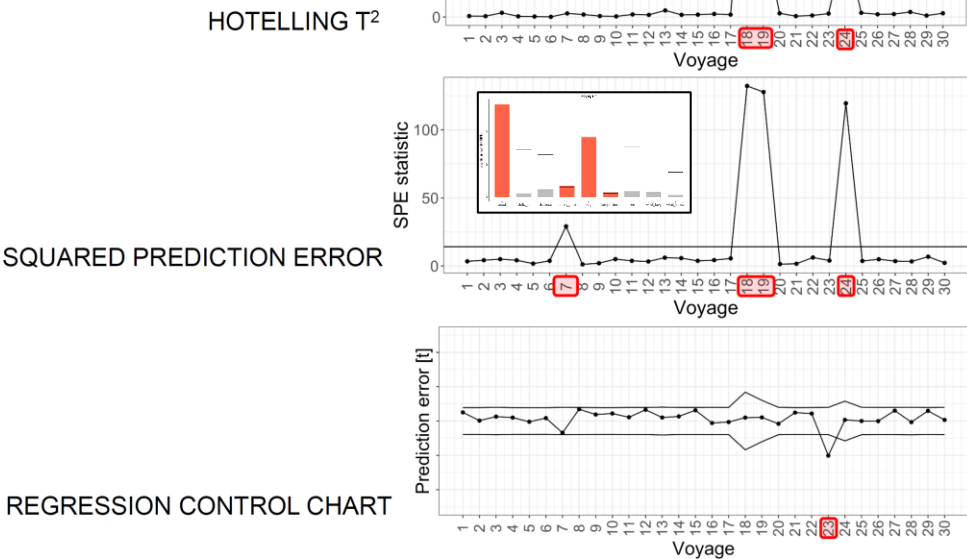 HOTELLING T²
0
1 2 3 4 5 6 7 8 9 10 11 12 13 14 15 16 17 18 19 20 21 22 23 24 25 26 27 28 29 30
Voyage
SQUARED PREDICTION ERROR
SPE statistic
100
50
0
1 2 3 4 5 6 7 8 9 10 11 12 13 14 15 16 17 18 19 20 21 22 23 24 25 26 27 28 29 30
Voyage
REGRESSION CONTROL CHART
Prediction error [t]
1 2 3 4 5 6 7 8 9 10 11 12 13 14 15 16 17 18 19 20 21 22 23 24 25 26 27 28 29 30
Voyage